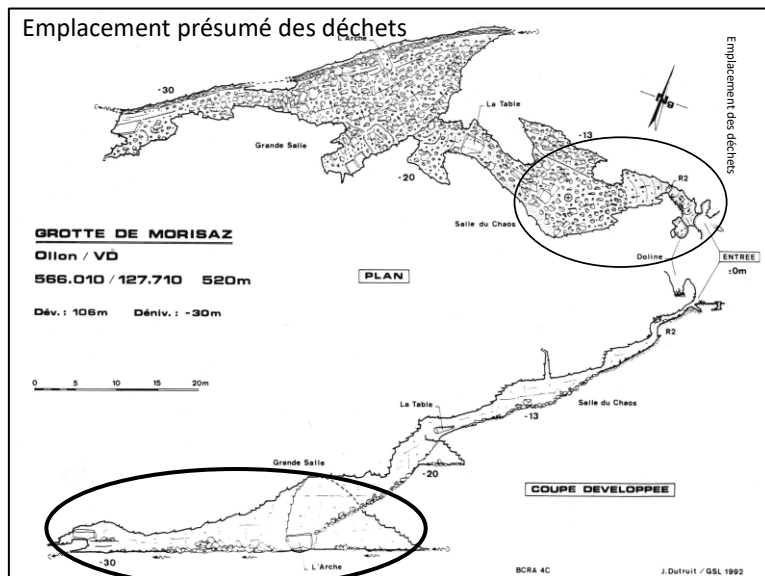 Emplacement présumé des déchets
L'Arche
-30
Emplacement des déchets
Ng
La Table
-13
Grande Salle
-20
R2
Salle du Chaos
GROTTE DE MORISAZ
Ollon / VD
566.010 / 127.710 520m
PLAN
Doline
ENTREE
±0m
Dév.: 106m Déniv.: -30m
R2
0 5 10 15 20m
La Table
Salle du Chaos
-13
Grande Salle
-20
COUPE DEVELOPPEE
-30
L'Arche
BCRA 4C
J.Dutruit / GSL 1992